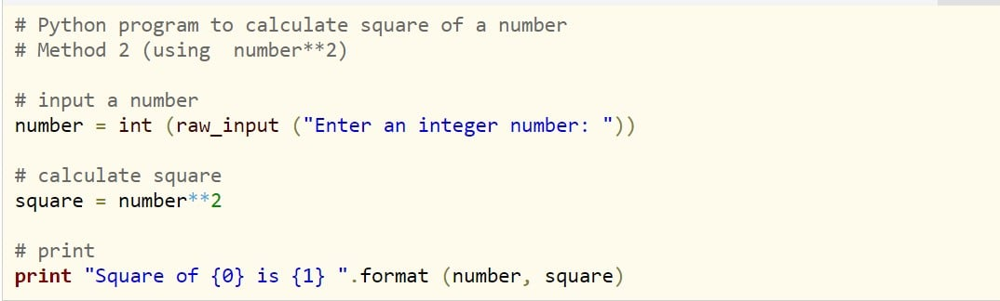 # Python program to calculate square of a number
# Method 2 (using  number**2)
# input a number
number = int (raw_input ("Enter an integer number: "))
# calculate square
square = number**2
# print
print "Square of {0} is {1} ".format (number, square)